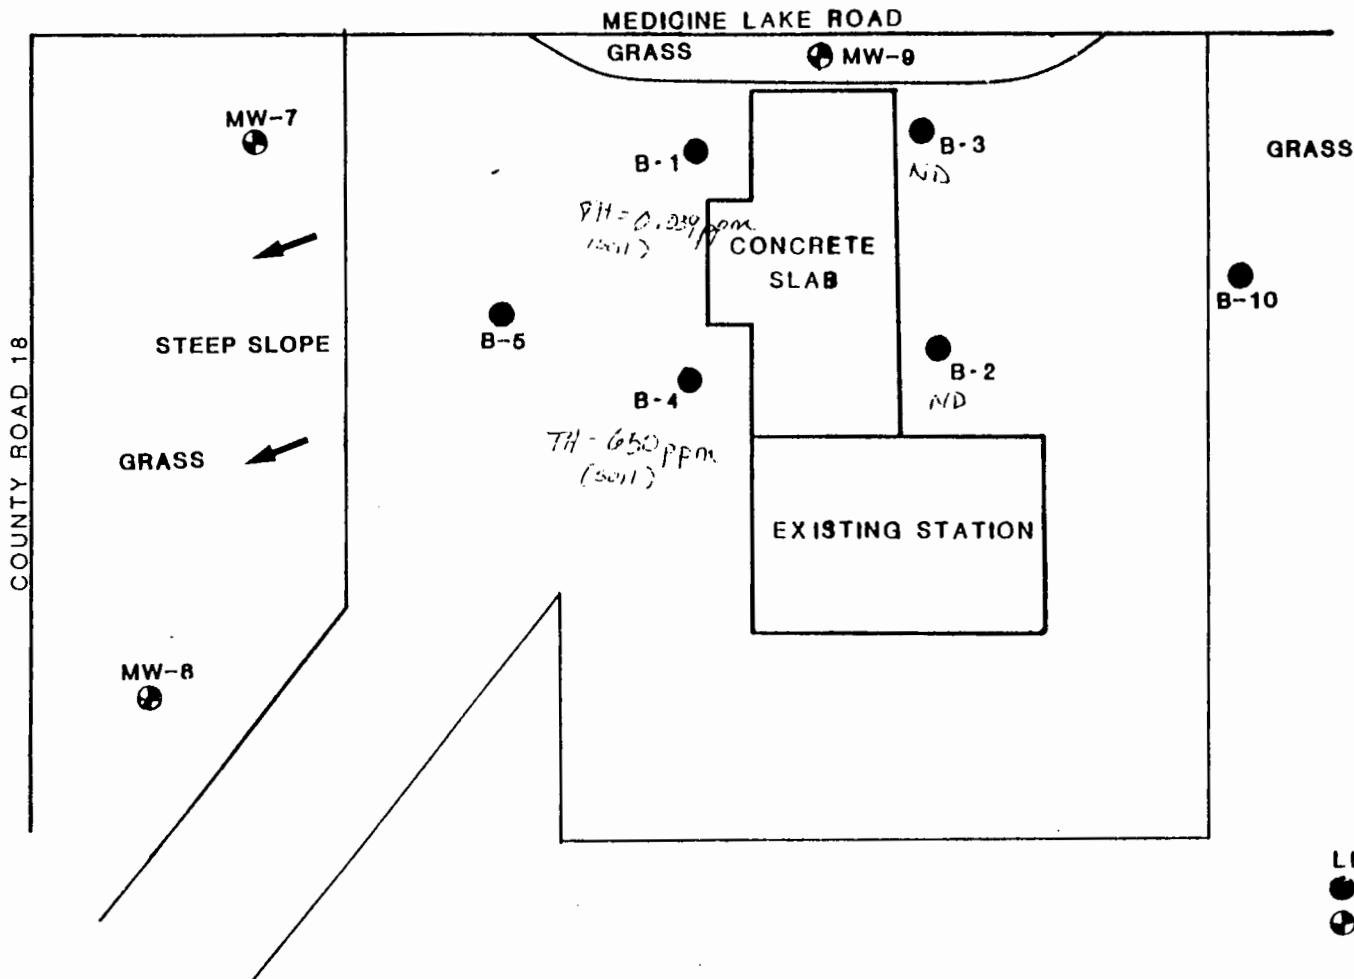 MEDICINE LAKE ROAD
GRASS
MW-9
MW-7
B-1
B-3
ND
GRASS
(soil)
CONCRETE
SLAB
B-10
B-5
STEEP SLOPE
B-2
ND
B-4
TH - 650 ppm
(soil)
COUNTY ROAD 18
GRASS
EXISTING STATION
MW-8